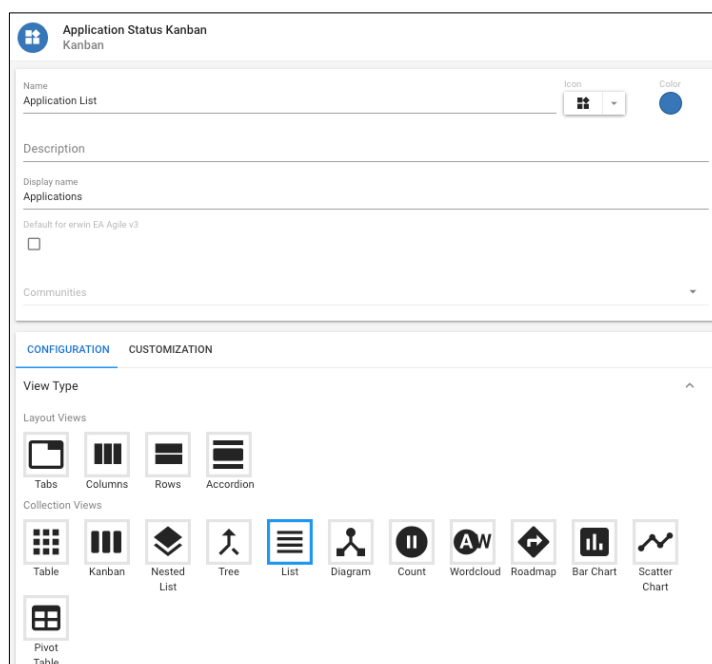 Application Status Kanban
Kanban
Name
Icon
Color
Application List
Description
Display name
Applications
Default for erwin EA Agile v3
Communities
CONFIGURATION CUSTOMIZATION
View Type
Layout Views
Tabs Columns Rows Accordion
Collection Views
AW
Table Kanban Nested List Tree List Diagram Count Wordcloud Roadmap Bar Chart Scatter Chart
Pivot
Table